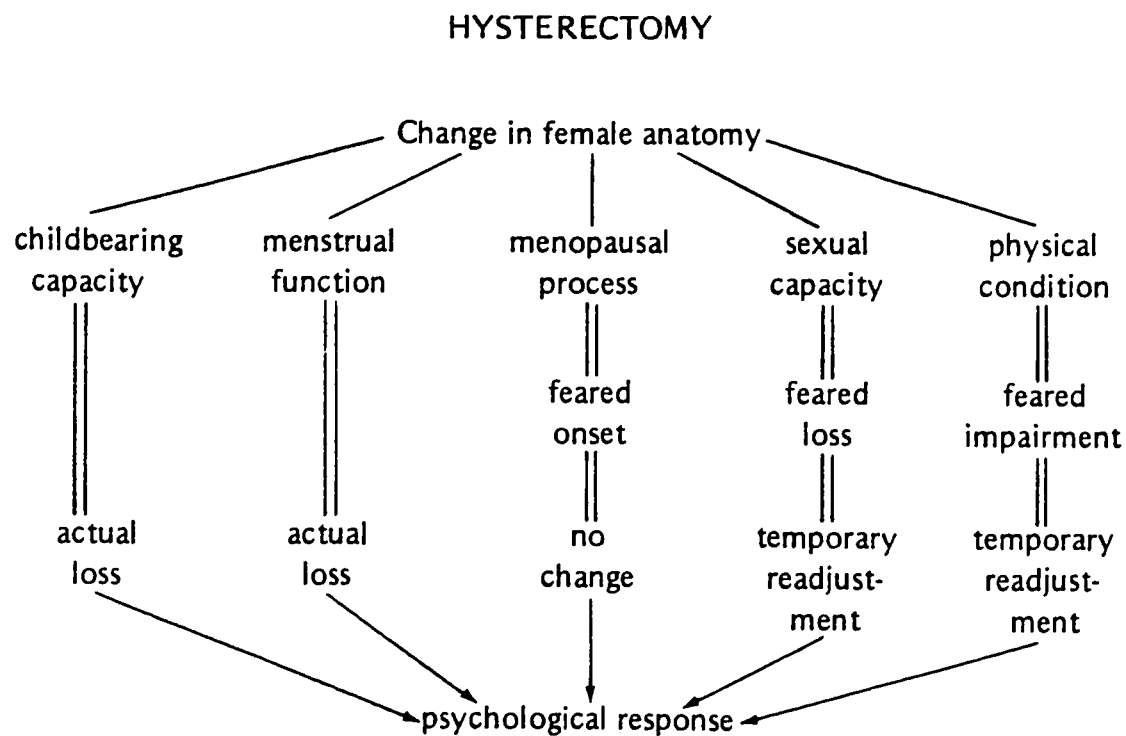 HYSTERECTOMY
Change in female anatomy
childbearing
capacity
menstrual
function
menopausal
process
sexual
capacity
physical
condition
feared
onset
feared
loss
feared
impairment
actual
loss
actual
loss
no
change
temporary
readjust-
ment
temporary
readjust-
ment
psychological response